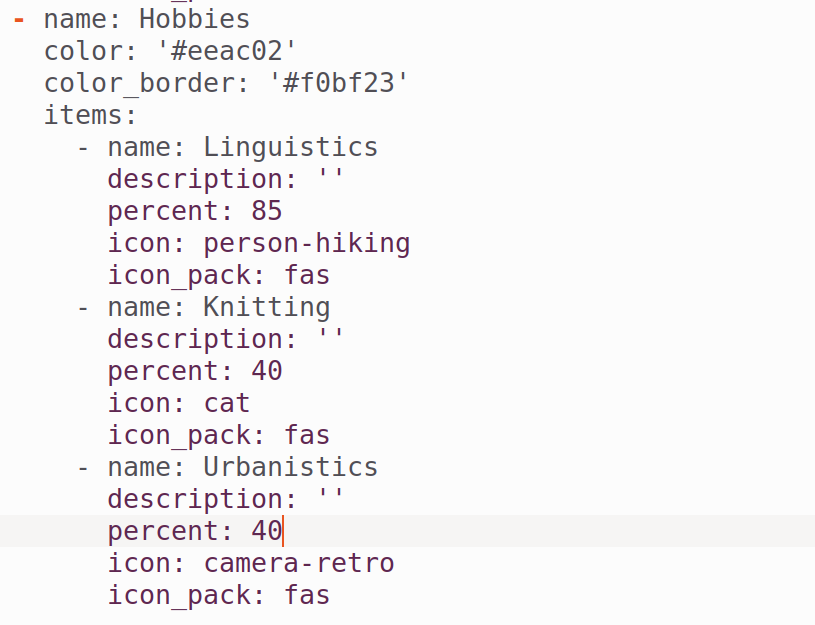 - name: Hobbies
color: '#eeac02'
color_border: '#f0bf23'
items:
- name: Linguistics
description: ''
percent: 85
icon: person-hiking
icon_pack: fas
- name: Knitting
description: ''
percent: 40
icon: cat
icon_pack: fas
- name: Urbanistics
description: ''
percent: 40
icon: camera-retro
icon_pack: fas